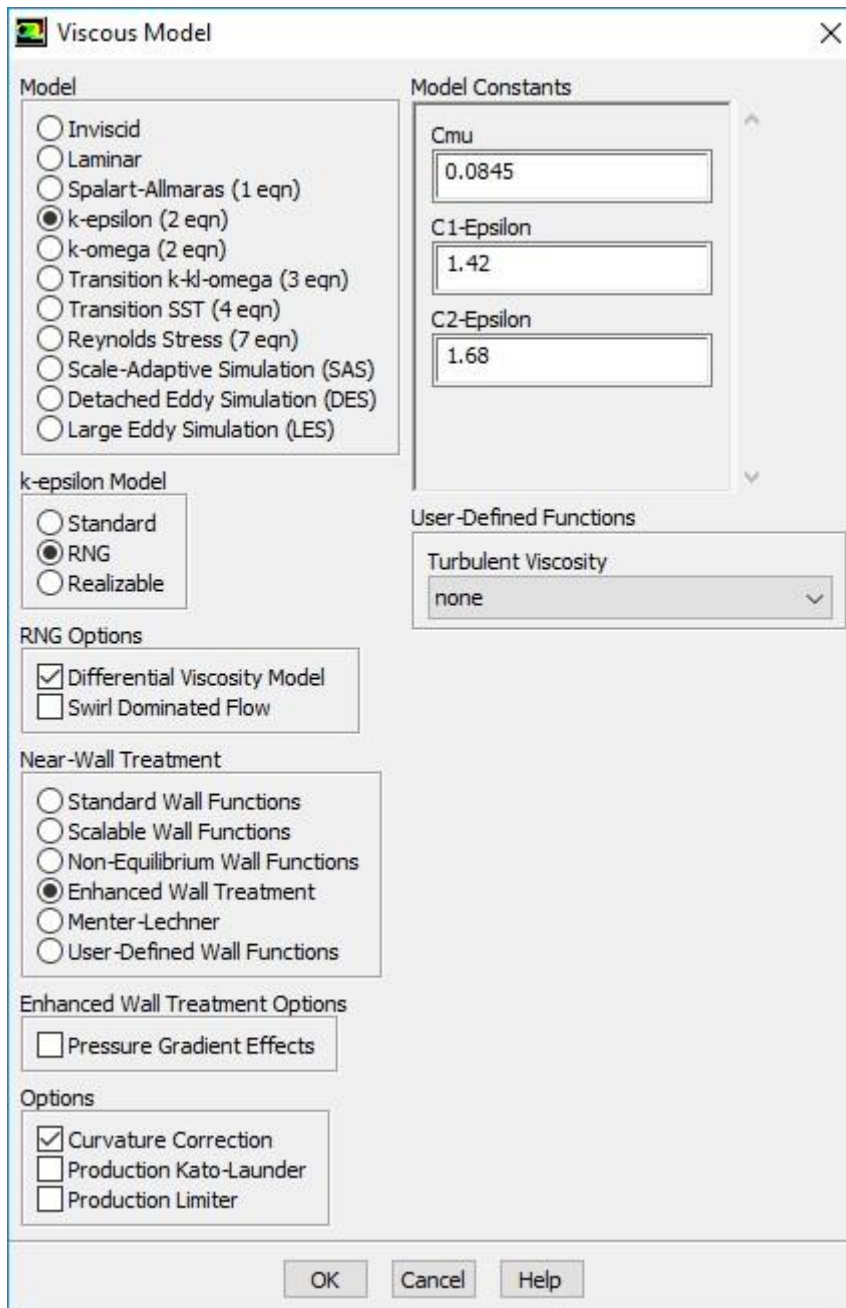 Viscous Model
Model
Inviscid
Laminar
Spalart-Allmaras (1 eqn)
k-epsilon (2 eqn)
k-omega (2 eqn)
Transition k-kl-omega (3 eqn)
Transition SST (4 eqn)
Reynolds Stress (7 eqn)
Scale-Adaptive Simulation (SAS)
Detached Eddy Simulation (DES)
Large Eddy Simulation (LES)
k-epsilon Model
Standard
RNG
Realizable
RNG Options
Differential Viscosity Model
Swirl Dominated Flow
Near-Wall Treatment
Standard Wall Functions
Scalable Wall Functions
Non-Equilibrium Wall Functions
Enhanced Wall Treatment
Menter-Lechner
User-Defined Wall Functions
Enhanced Wall Treatment Options
Pressure Gradient Effects
Options
Curvature Correction
Production Kato-Launder
Production Limiter
Model Constants
Cmu
0.0845
C1-Epsilon
1.42
C2-Epsilon
1.68
User-Defined Functions
Turbulent Viscosity
none
OK
Cancel
Help